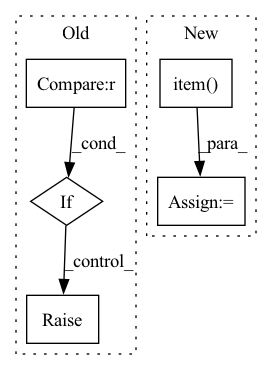 Old
New
Compare:r
item()
_cond_
_para_
If
Assign:=
_control_
Raise